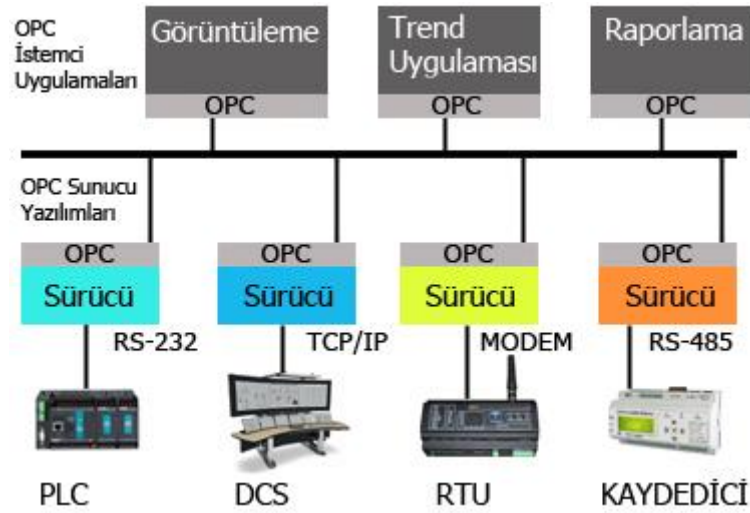 OPC
İstemci
Uygulamaları
Görüntüleme
OPC
Trend
Uygulaması
OPC
Raporlama
OPC
OPC Sunucu
Yazılımları
OPC
Sürücü
OPC
Sürücü
OPC
Sürücü
OPC
Sürücü
RS-232
TCP/IP
MODEM
RS-485
PLC
DCS
RTU
KAYDEDİCİ